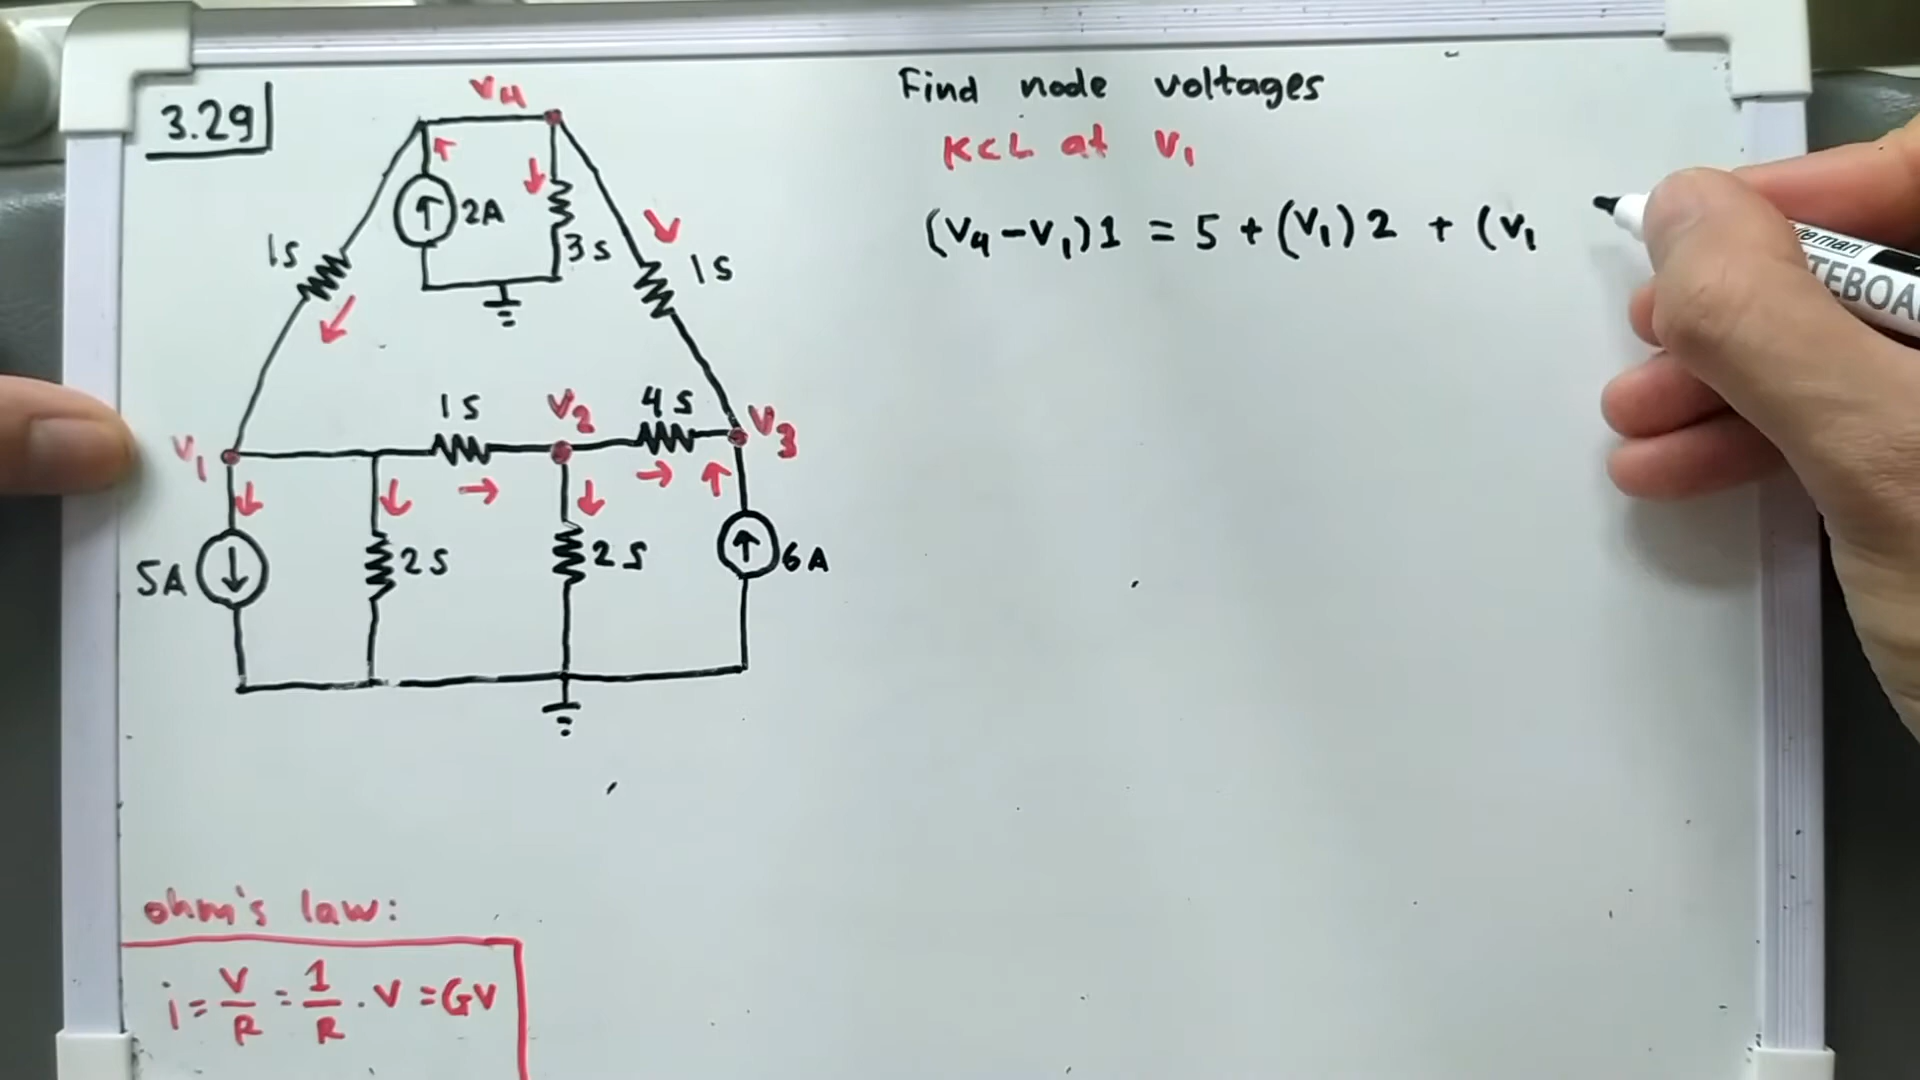 3.29
Find node voltages
KCL at V1
(V4-V1)1 = 5 + (V1)2 + (V1
V4
2A
3s
1s
1s
V1
1s
V2
4s
V3
5A
2s
2s
6A
ohm's law:
i = V/R = 1/R . V = GV